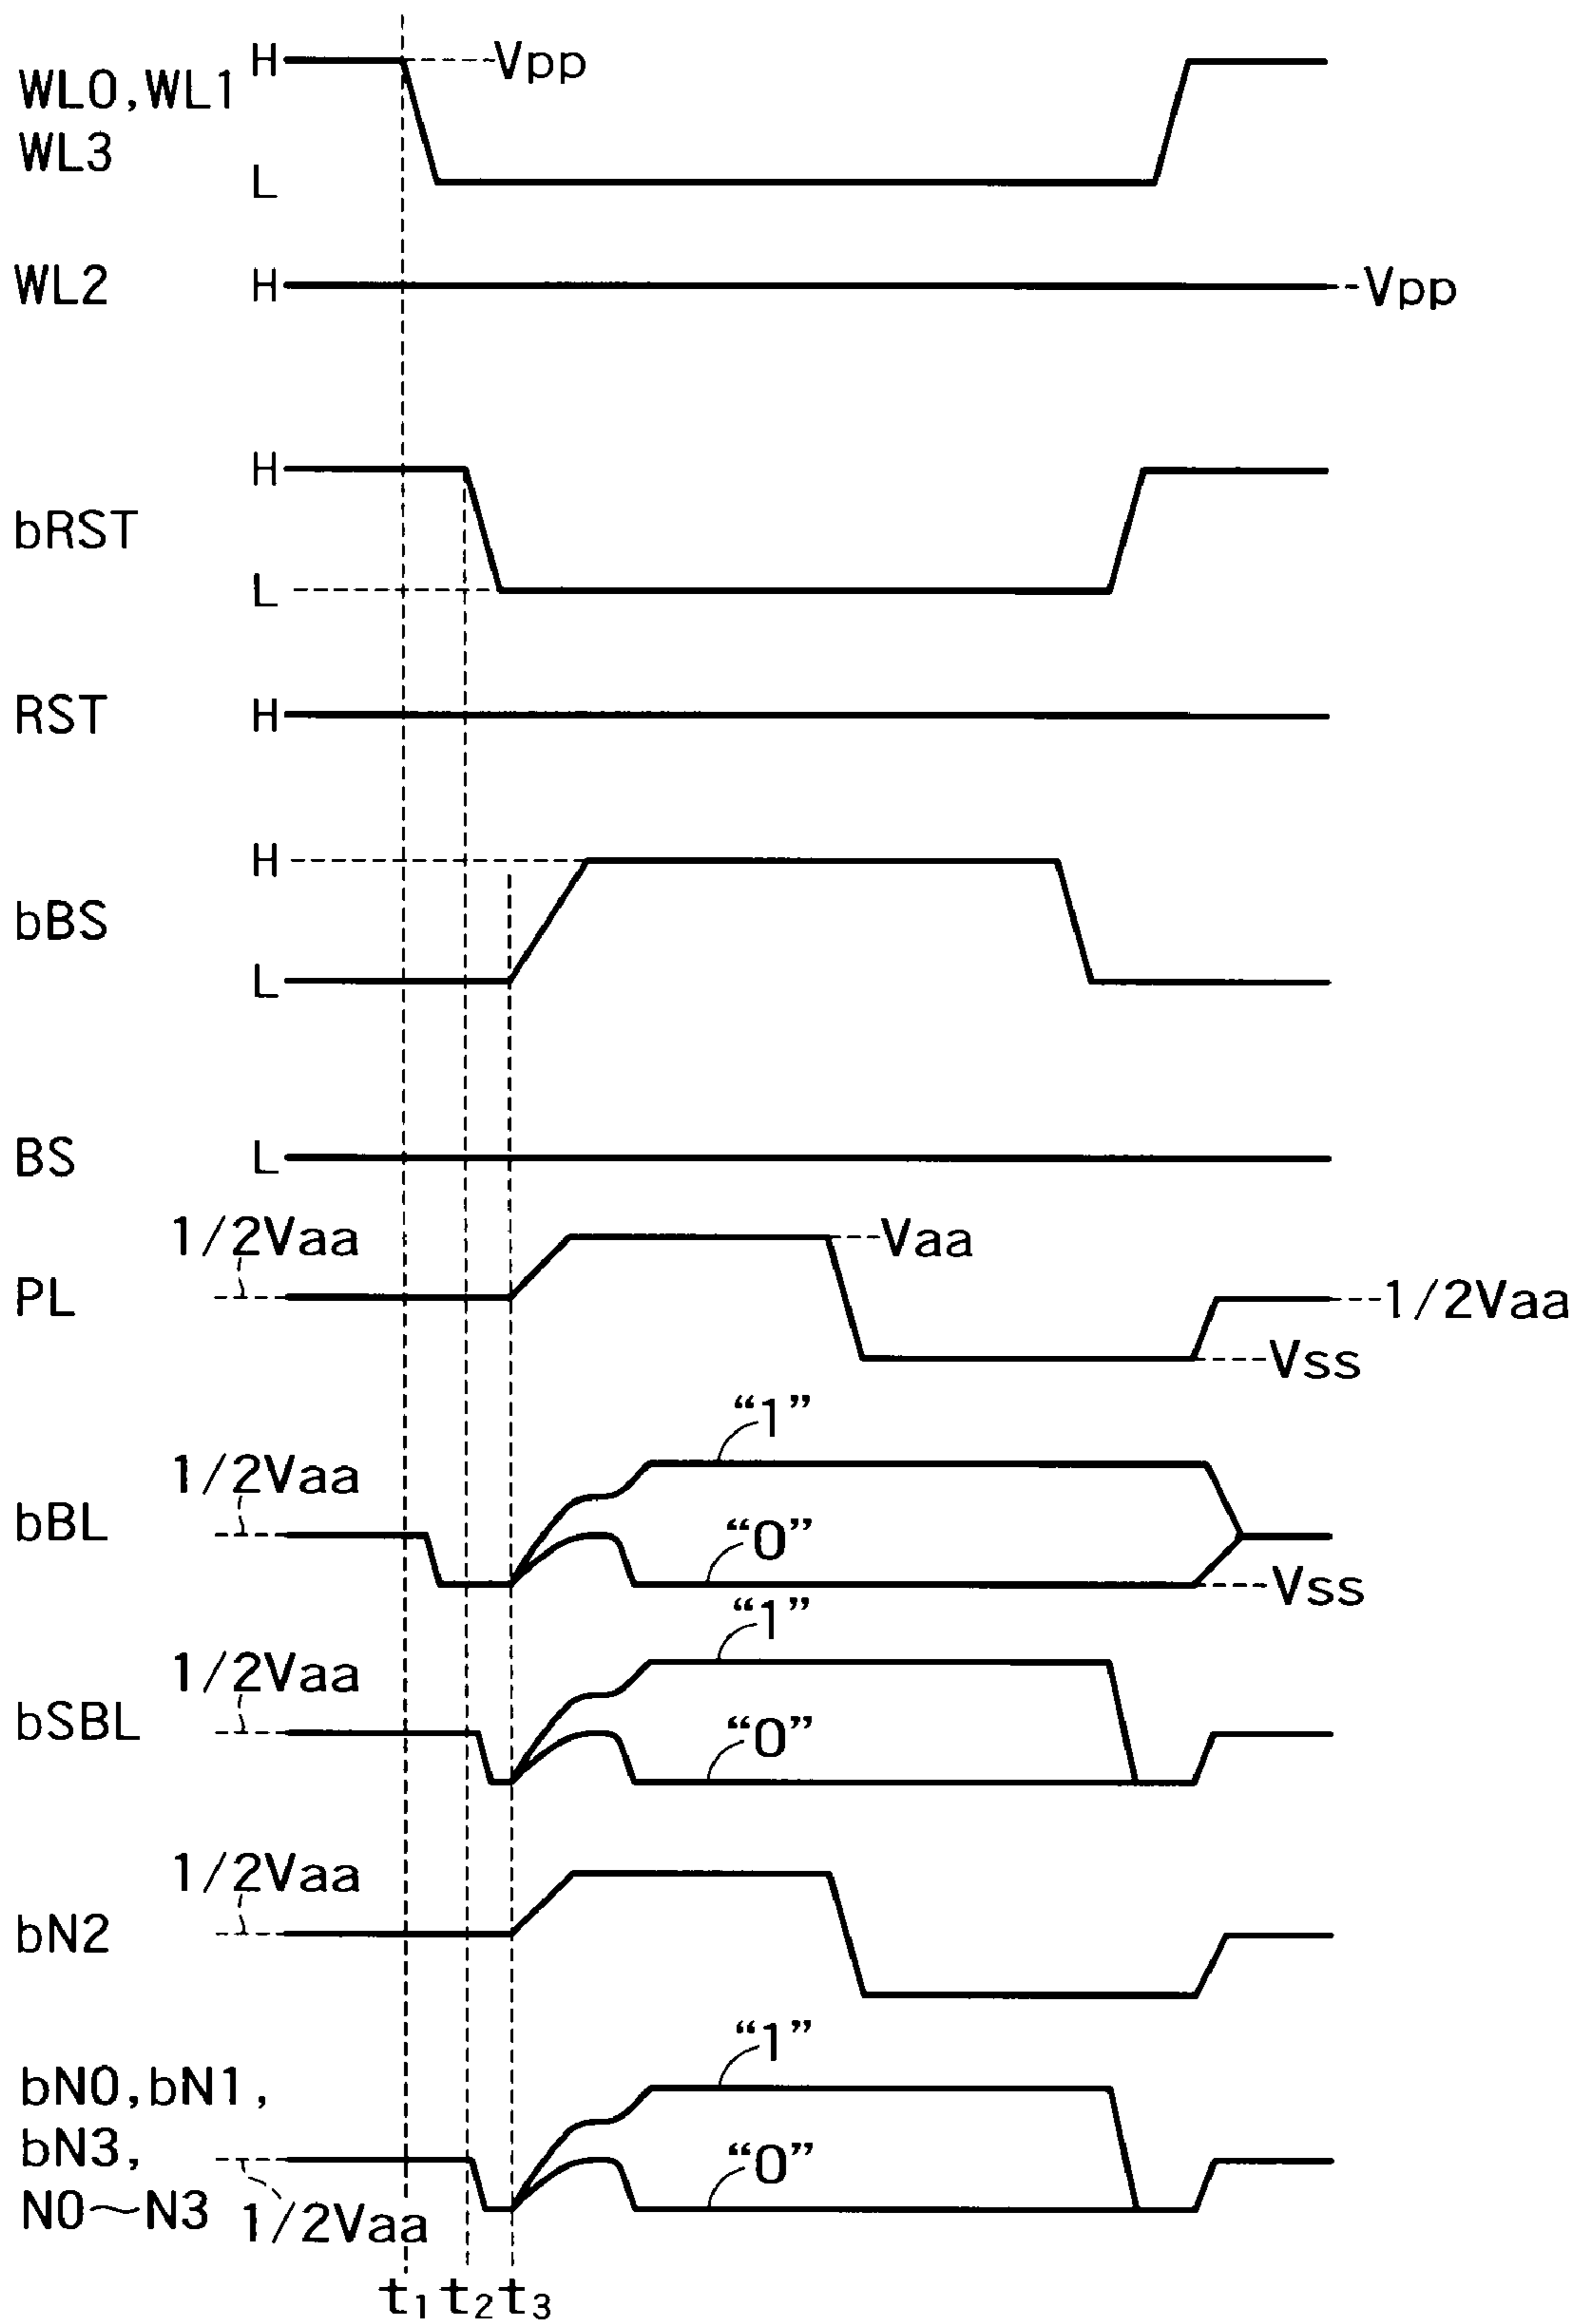 H
Vpp
WL0,WL1
WL3
L
WL2
H
Vpp
H
bRST
L
RST
H
H
bBS
L
BS
L
1/2Vaa
Vaa
PL
1/2Vaa
Vss
“1”
1/2Vaa
bBL
“0”
Vss
“1”
1/2Vaa
bSBL
“0”
1/2Vaa
bN2
“1”
bN0,bN1,
bN3,
“0”
N0~N3
1/2Vaa
t1 t2 t3